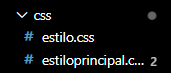 css
# estilo.css
# estiloprincipal.c... 2